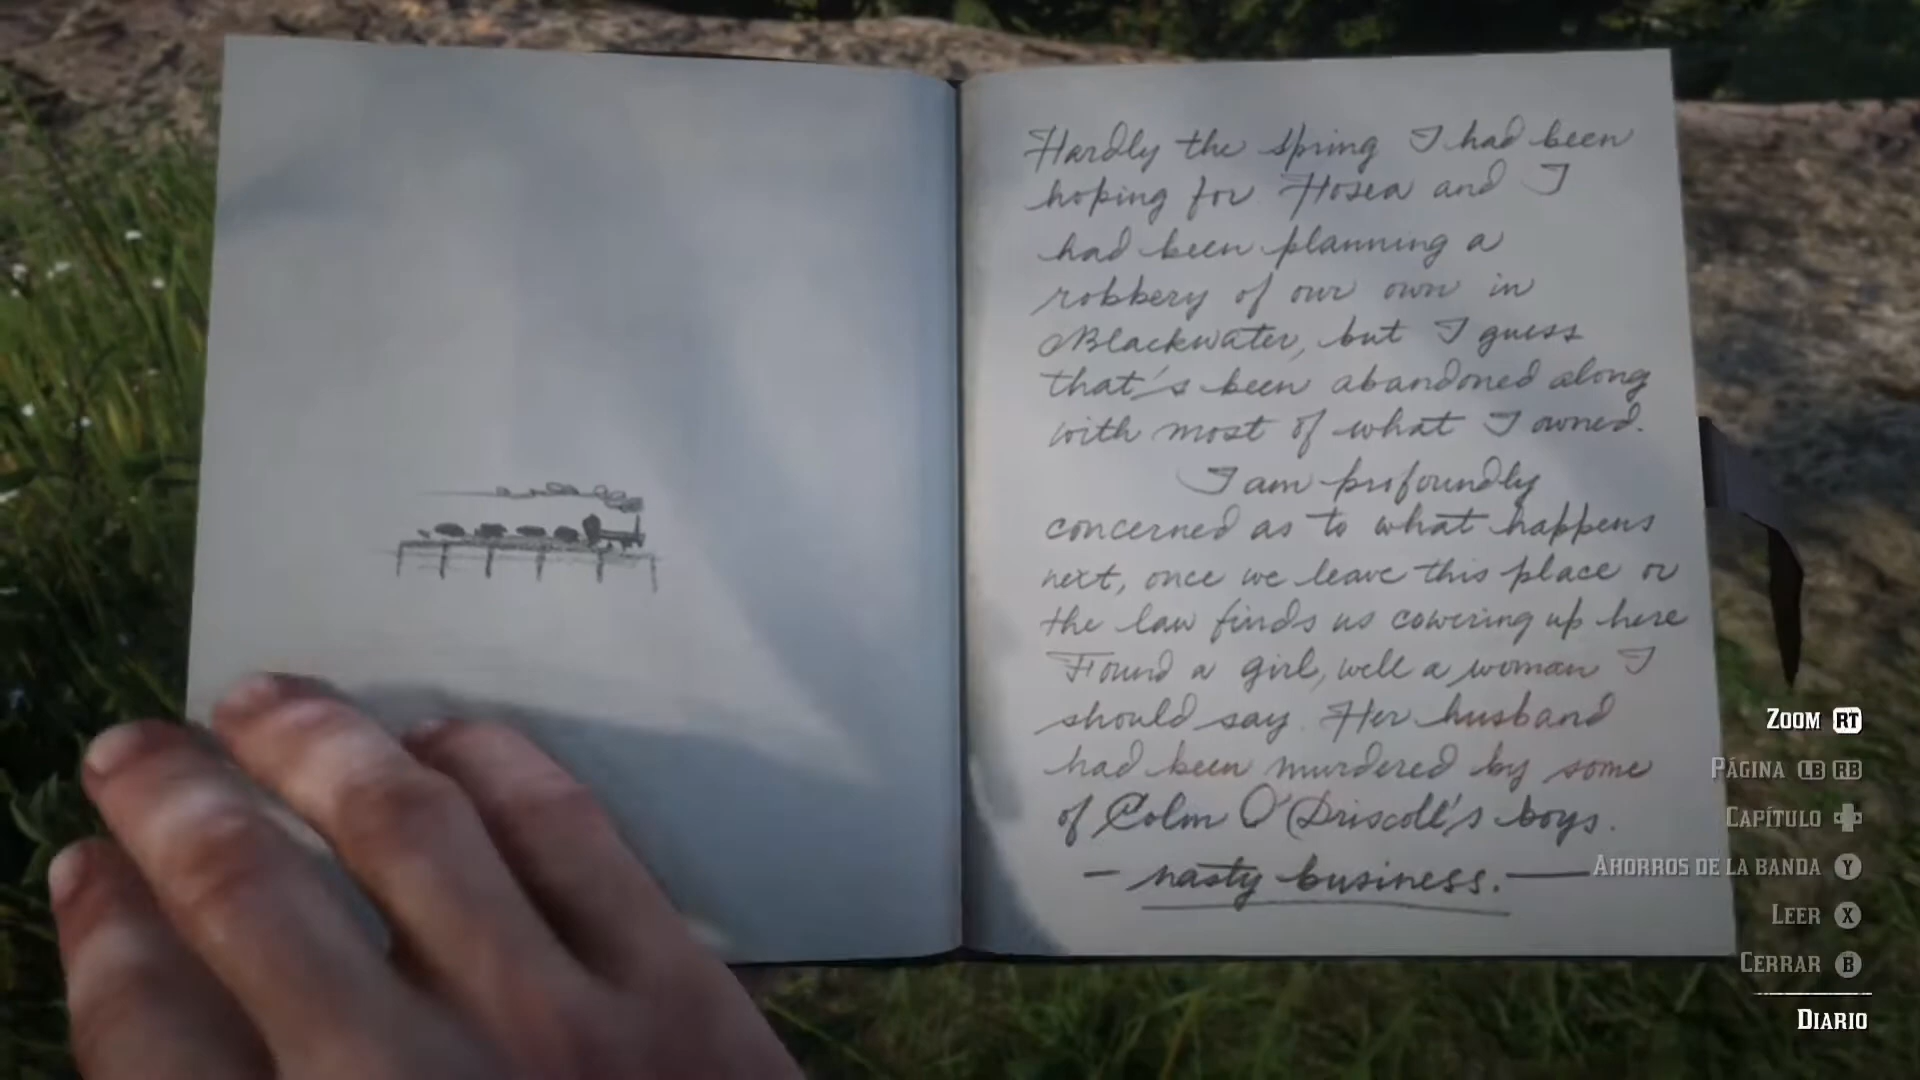 Hardly the spring I had been
hoping for Hosea and I
had been planning a
robbery of our own in
Blackwater, but I guess
that's been abandoned along
with most of what I owned.
I am profoundly
concerned as to what happens
next, once we leave this place or
the law finds us cowering up here
Found a girl, well a woman I
should say. Her husband
had been murdered by some
of Colm O'Driscoll's boys.
— nasty business. —
ZOOM RT
PÁGINA LB RB
CAPÍTULO
AHORROS DE LA BANDA Y
LEER X
CERRAR B
DIARIO